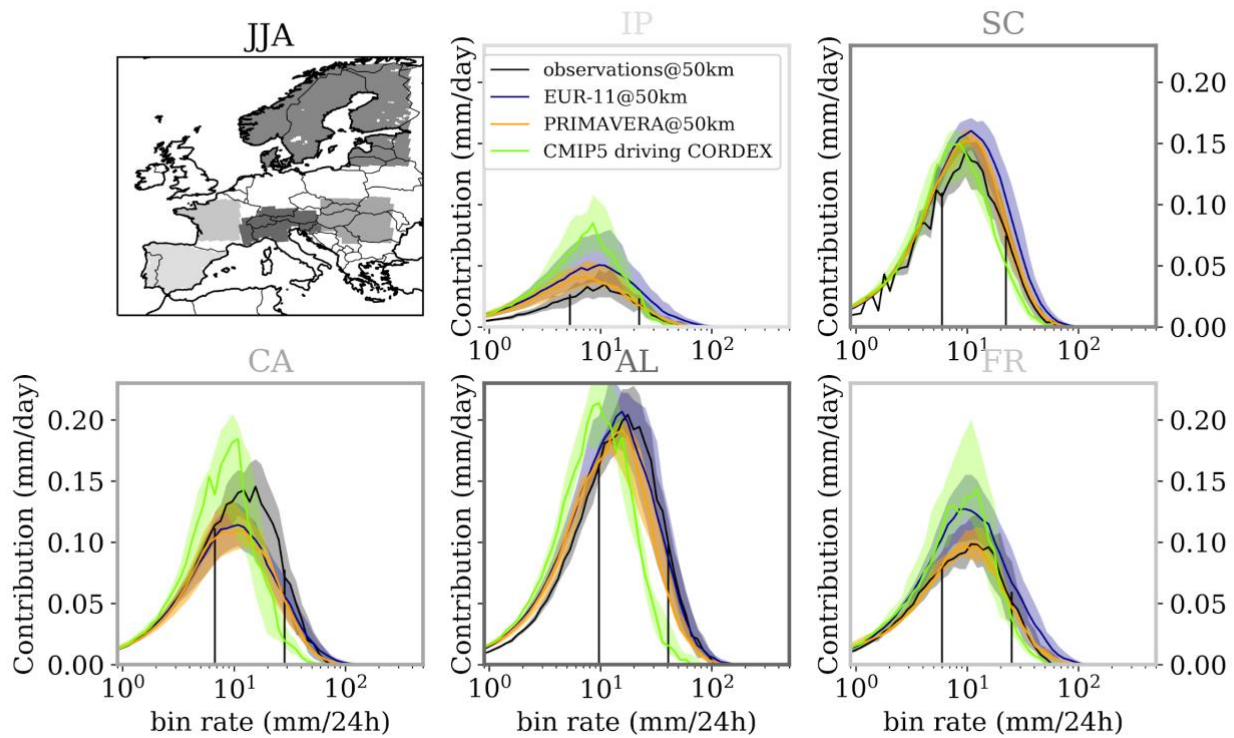 JJA
IP
SC
observations@50km
EUR-11@50km
PRIMAVERA@50km
CMIP5 driving CORDEX
Contribution (mm/day)
10⁰ 10¹ 10²
Contribution (mm/day)
0.20
0.15
0.10
0.05
0.00
10⁰ 10¹ 10²
CA
AL
FR
Contribution (mm/day)
0.20
0.15
0.10
0.05
0.00
10⁰ 10¹ 10²
bin rate (mm/24h)
Contribution (mm/day)
10⁰ 10¹ 10²
bin rate (mm/24h)
Contribution (mm/day)
0.20
0.15
0.10
0.05
0.00
10⁰ 10¹ 10²
bin rate (mm/24h)